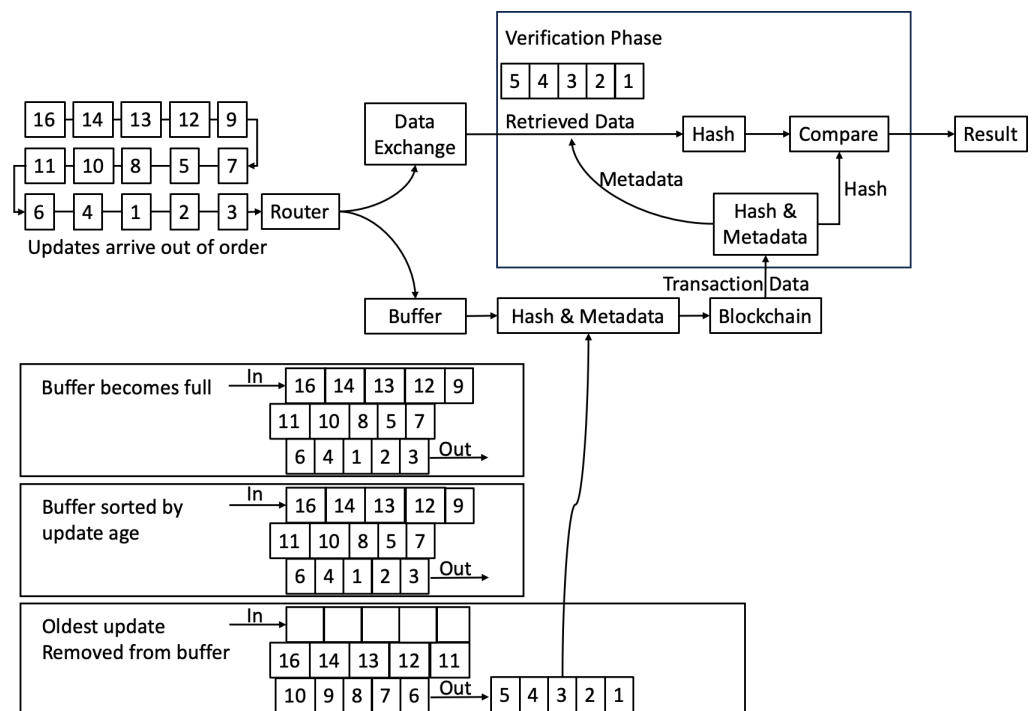 Verification Phase
5 4 3 2 1
16 14 13 12 9
Data
Exchange
Retrieved Data
Hash
Compare
Result
11 10 8 5 7
Metadata
Hash
6 4 1 2 3
Router
Hash &
Metadata
Updates arrive out of order
Transaction Data
Buffer
Hash & Metadata
Blockchain
Buffer becomes full
In
16 14 13 12 9
11 10 8 5 7
6 4 1 2 3
Out
Buffer sorted by
update age
In
16 14 13 12 9
11 10 8 5 7
6 4 1 2 3
Out
Oldest update
Removed from buffer
In
16 14 13 12 11
10 9 8 7 6
Out
5 4 3 2 1